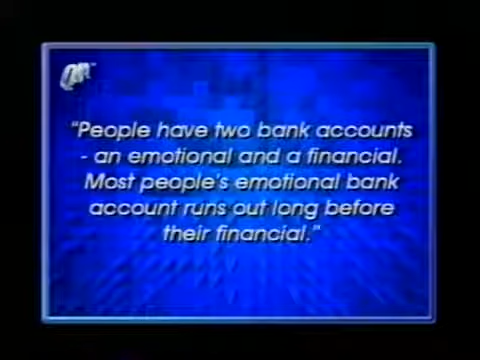 "People have two bank accounts
- an emotional and a financial.
Most people's emotional bank
account runs out long before
their financial."